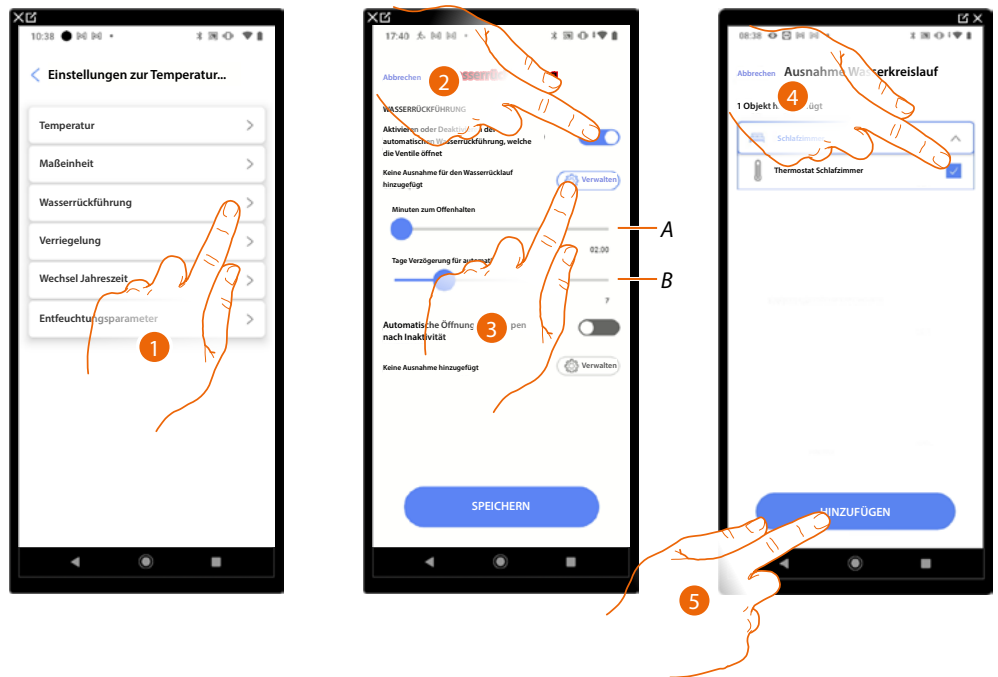 10:38
Einstellungen zur Temperatur...
Temperatur
Maßeinheit
Wasserrückführung
Verriegelung
Wechsel Jahreszeit
Entfeuchtungsparameter
1
17:40
Abbrechen
2
WASSERRÜCKFÜHRUNG
Aktivieren oder Deaktivieren der
automatischen Wasserrückführung, welche
die Ventile öffnet
Keine Ausnahme für den Wasserrücklauf
hinzugefügt
Verwalten
Minuten zum Offenhalten
A
02:00
Tage Verzögerung für
B
7
Automatische Öffnung
nach Inaktivität
3
Keine Ausnahme hinzugefügt
Verwalten
SPEICHERN
08:38
Abbrechen
Ausnahme Wasserkreislauf
4
1 Objekt
Schlafzimmer
Thermostat Schlafzimmer
HINZUFÜGEN
5